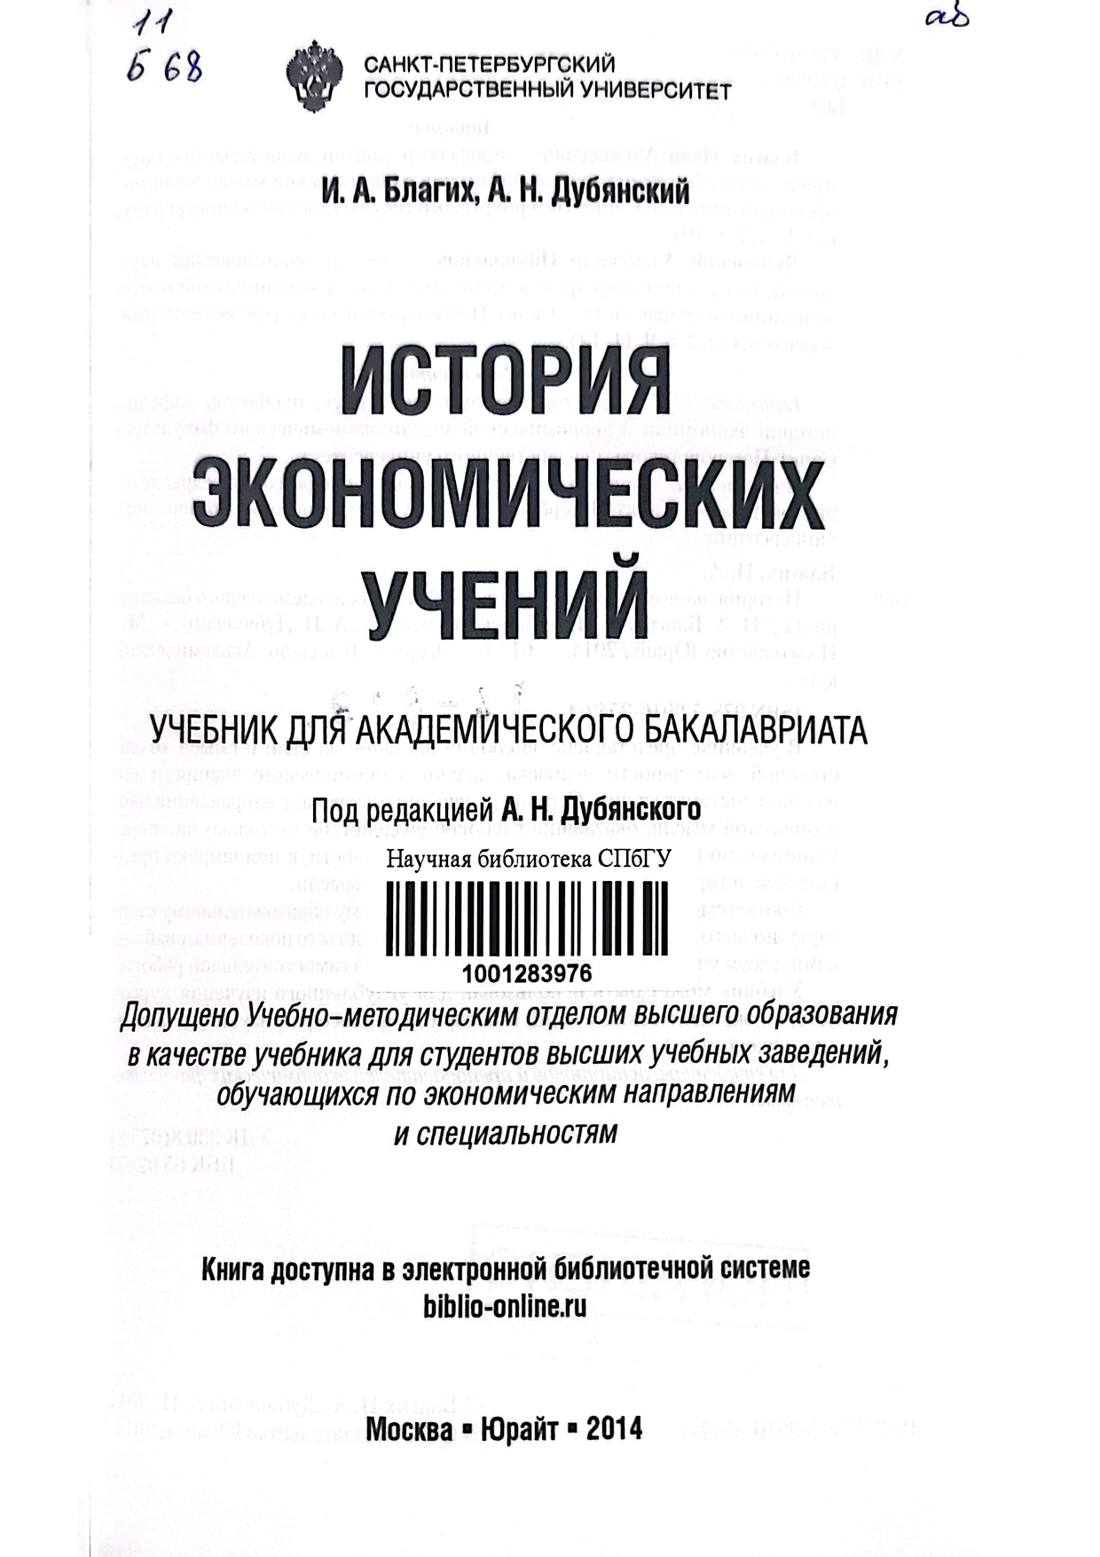 11
аб
Б 68
САНКТ-ПЕТЕРБУРГСКИЙ
ГОСУДАРСТВЕННЫЙ УНИВЕРСИТЕТ
И. А. Благих, А. Н. Дубянский
ИСТОРИЯ
ЭКОНОМИЧЕСКИХ
УЧЕНИЙ
УЧЕБНИК ДЛЯ АКАДЕМИЧЕСКОГО БАКАЛАВРИАТА
Под редакцией А. Н. Дубянского
Научная библиотека СПбГУ
1001283976
Допущено Учебно-методическим отделом высшего образования
в качестве учебника для студентов высших учебных заведений,
обучающихся по экономическим направлениям
и специальностям
Книга доступна в электронной библиотечной системе
biblio-online.ru
Москва ▪ Юрайт ▪ 2014